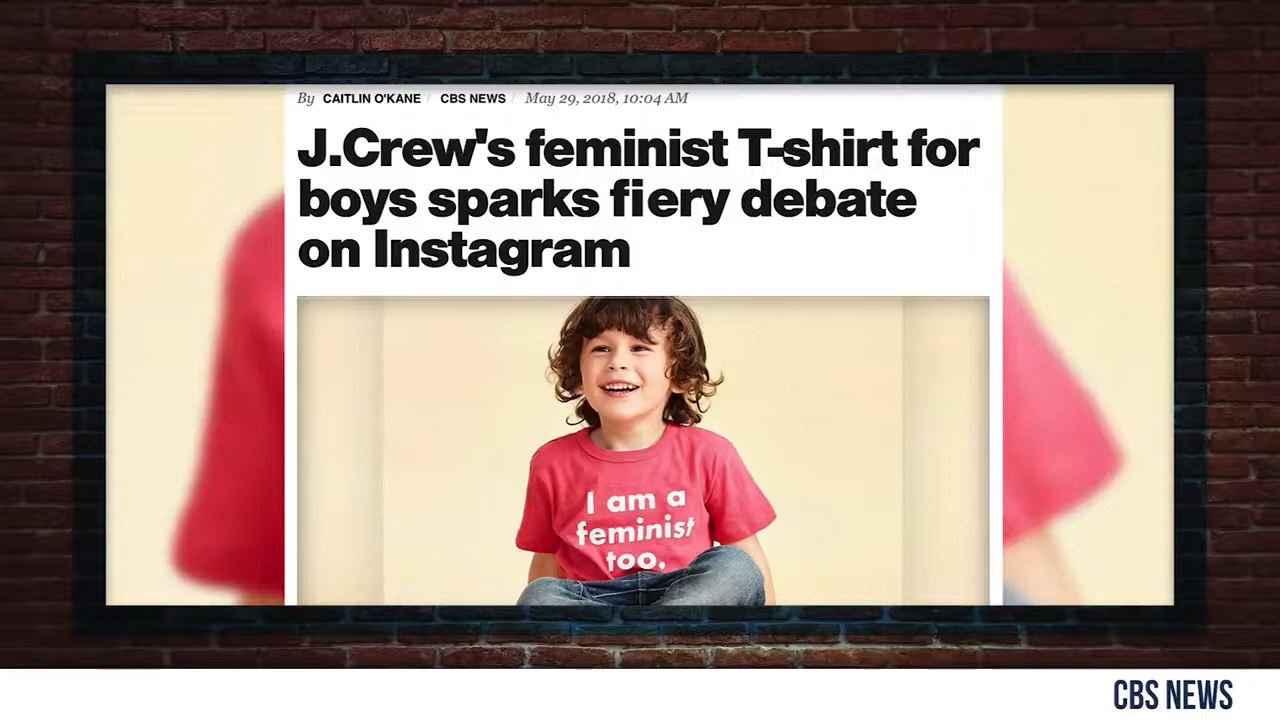 By CAITLIN O'KANE / CBS NEWS / May 29, 2018, 10:04 AM
J.Crew's feminist T-shirt for
boys sparks fiery debate
on Instagram
I am a
feminist
too.
CBS NEWS